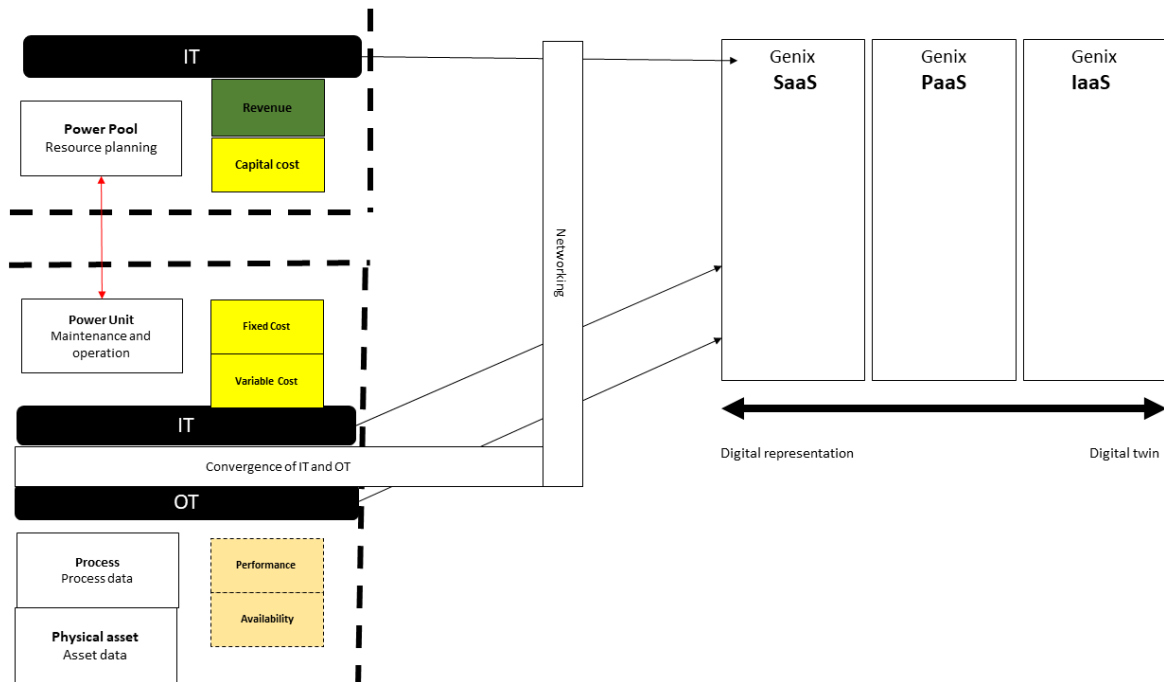 IT
Revenue
Power Pool
Resource planning
Capital cost
Power Unit
Maintenance and
operation
Fixed Cost
Variable Cost
IT
Convergence of IT and OT
OT
Process
Process data
Performance
Availability
Physical asset
Asset data
Networking
Genix
SaaS
Genix
PaaS
Genix
IaaS
Digital representation
Digital twin